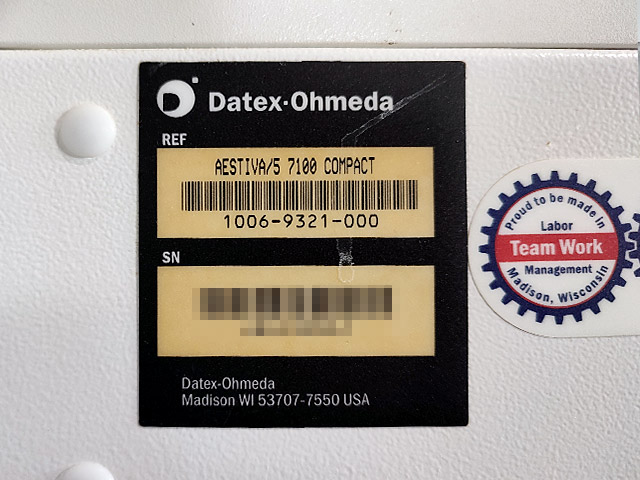 Datex-Ohmeda
REF
AESTIVA/5 7100 COMPACT
1006-9321-000
SN
Datex-Ohmeda
Madison WI 53707-7550 USA
Proud to be made in
Labor
Team Work
Management
Madison, Wisconsin